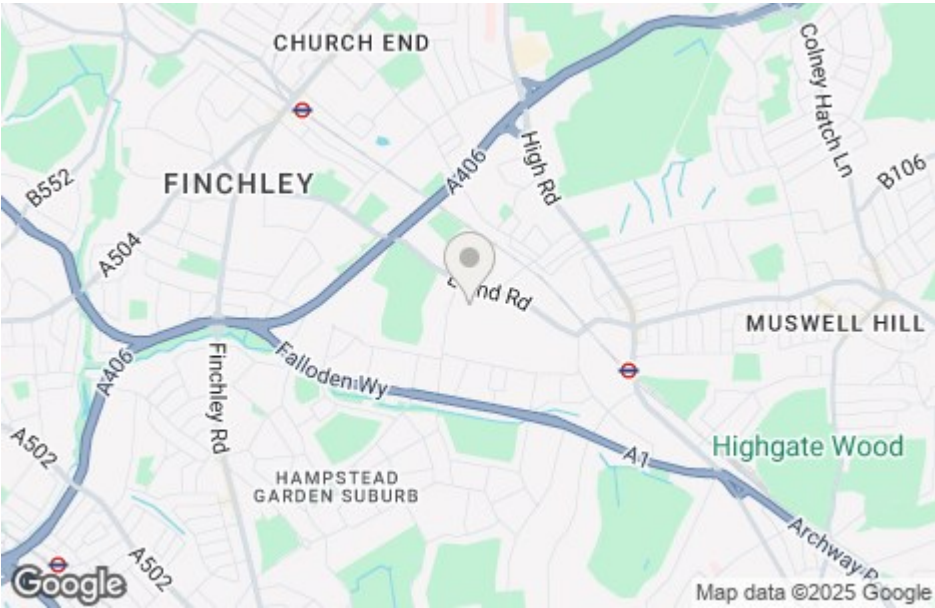 CHURCH END
Colney Hatch Ln
High Rd
A406
B106
B552
FINCHLEY
A504
nd Rd
MUSWELL HILL
Falloden Wy
A406
Finchley Rd
A502
A1
Highgate Wood
HAMPSTEAD
GARDEN SUBURB
Archway R
A502
Google
Map data ©2025 Google